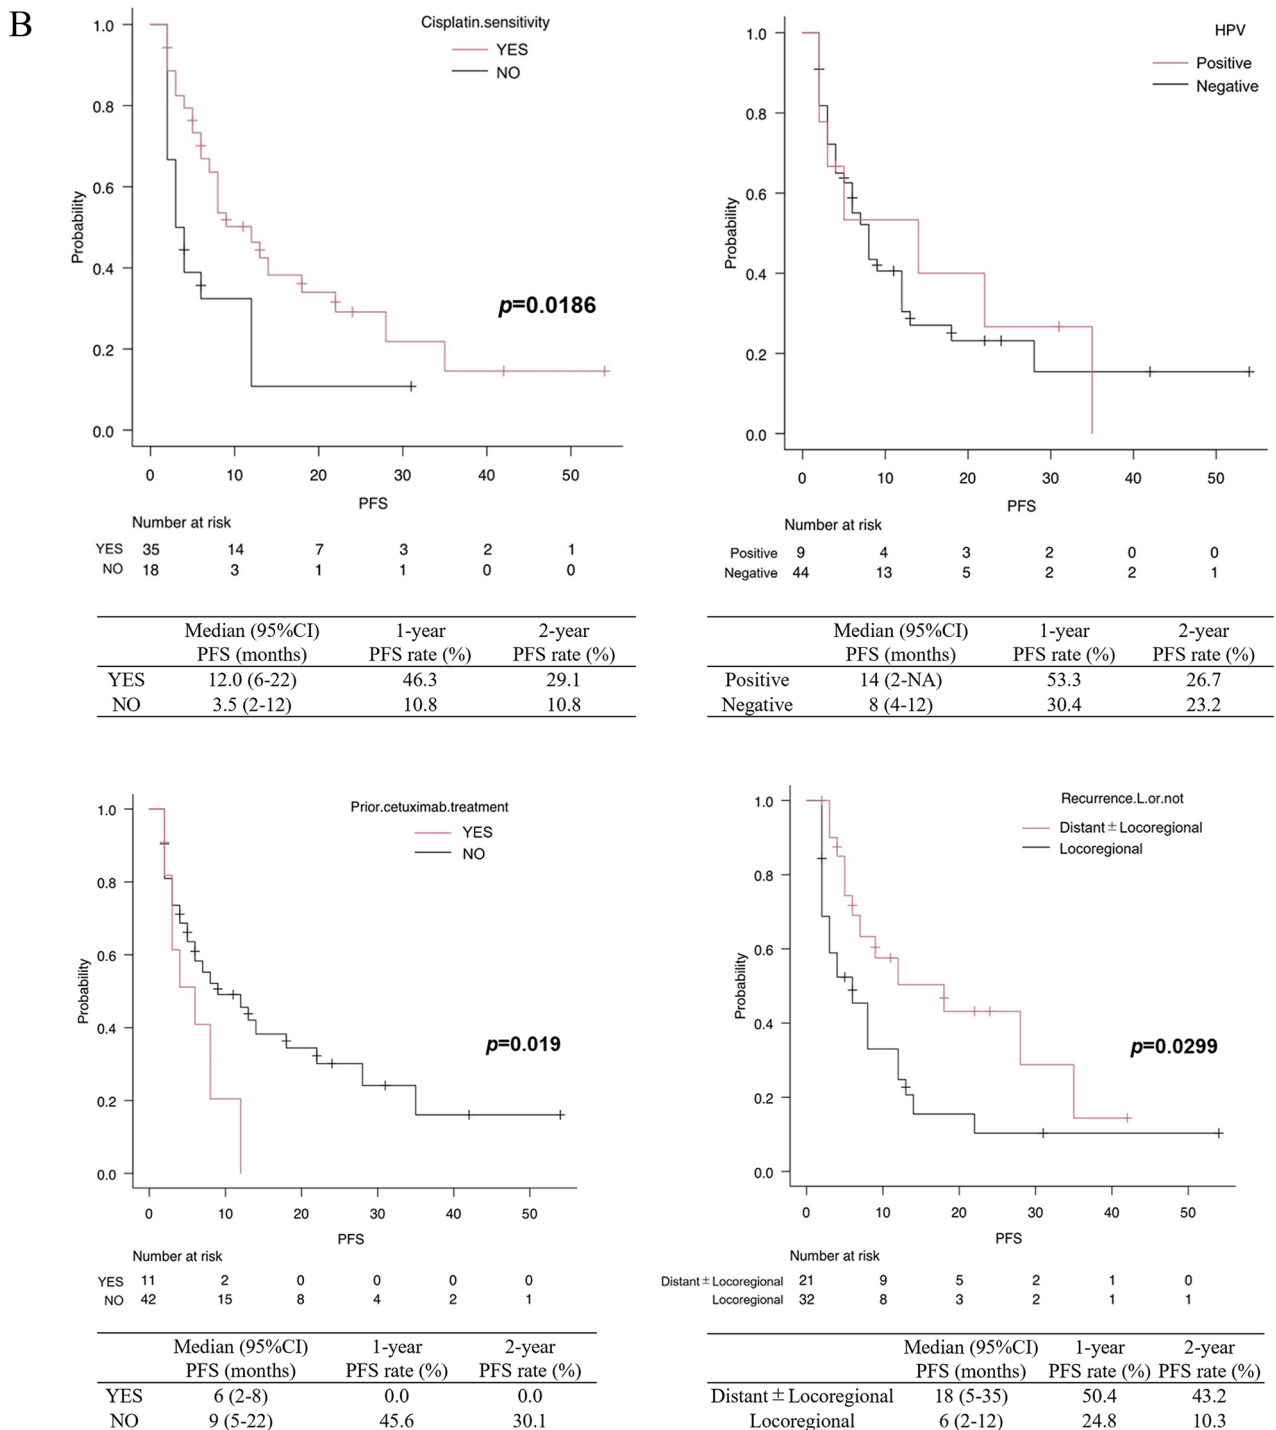 B
Cisplatin.sensitivity
YES
NO
1.0
0.8
0.6
0.4
0.2
0.0
Probability
p=0.0186
0 10 20 30 40 50
PFS
Number at risk
YES 35 14 7 3 2 1
NO 18 3 1 1 0 0
Median (95%CI) 1-year 2-year
PFS (months) PFS rate (%) PFS rate (%)
YES 12.0 (6-22) 46.3 29.1
NO 3.5 (2-12) 10.8 10.8
HPV
Positive
Negative
1.0
0.8
0.6
0.4
0.2
0.0
Probability
0 10 20 30 40 50
PFS
Number at risk
Positive 9 4 3 2 0 0
Negative 44 13 5 2 2 1
Median (95%CI) 1-year 2-year
PFS (months) PFS rate (%) PFS rate (%)
Positive 14 (2-NA) 53.3 26.7
Negative 8 (4-12) 30.4 23.2
Prior.cetuximab.treatment
YES
NO
1.0
0.8
0.6
0.4
0.2
0.0
Probability
p=0.019
0 10 20 30 40 50
PFS
Number at risk
YES 11 2 0 0 0 0
NO 42 15 8 4 2 1
Median (95%CI) 1-year 2-year
PFS (months) PFS rate (%) PFS rate (%)
YES 6 (2-8) 0.0 0.0
NO 9 (5-22) 45.6 30.1
Recurrence.L.or.not
Distant±Locoregional
Locoregional
1.0
0.8
0.6
0.4
0.2
0.0
Probability
p=0.0299
0 10 20 30 40 50
PFS
Number at risk
Distant±Locoregional 21 9 5 2 1 0
Locoregional 32 8 3 2 1 1
Median (95%CI) 1-year 2-year
PFS (months) PFS rate (%) PFS rate (%)
Distant±Locoregional 18 (5-35) 50.4 43.2
Locoregional 6 (2-12) 24.8 10.3